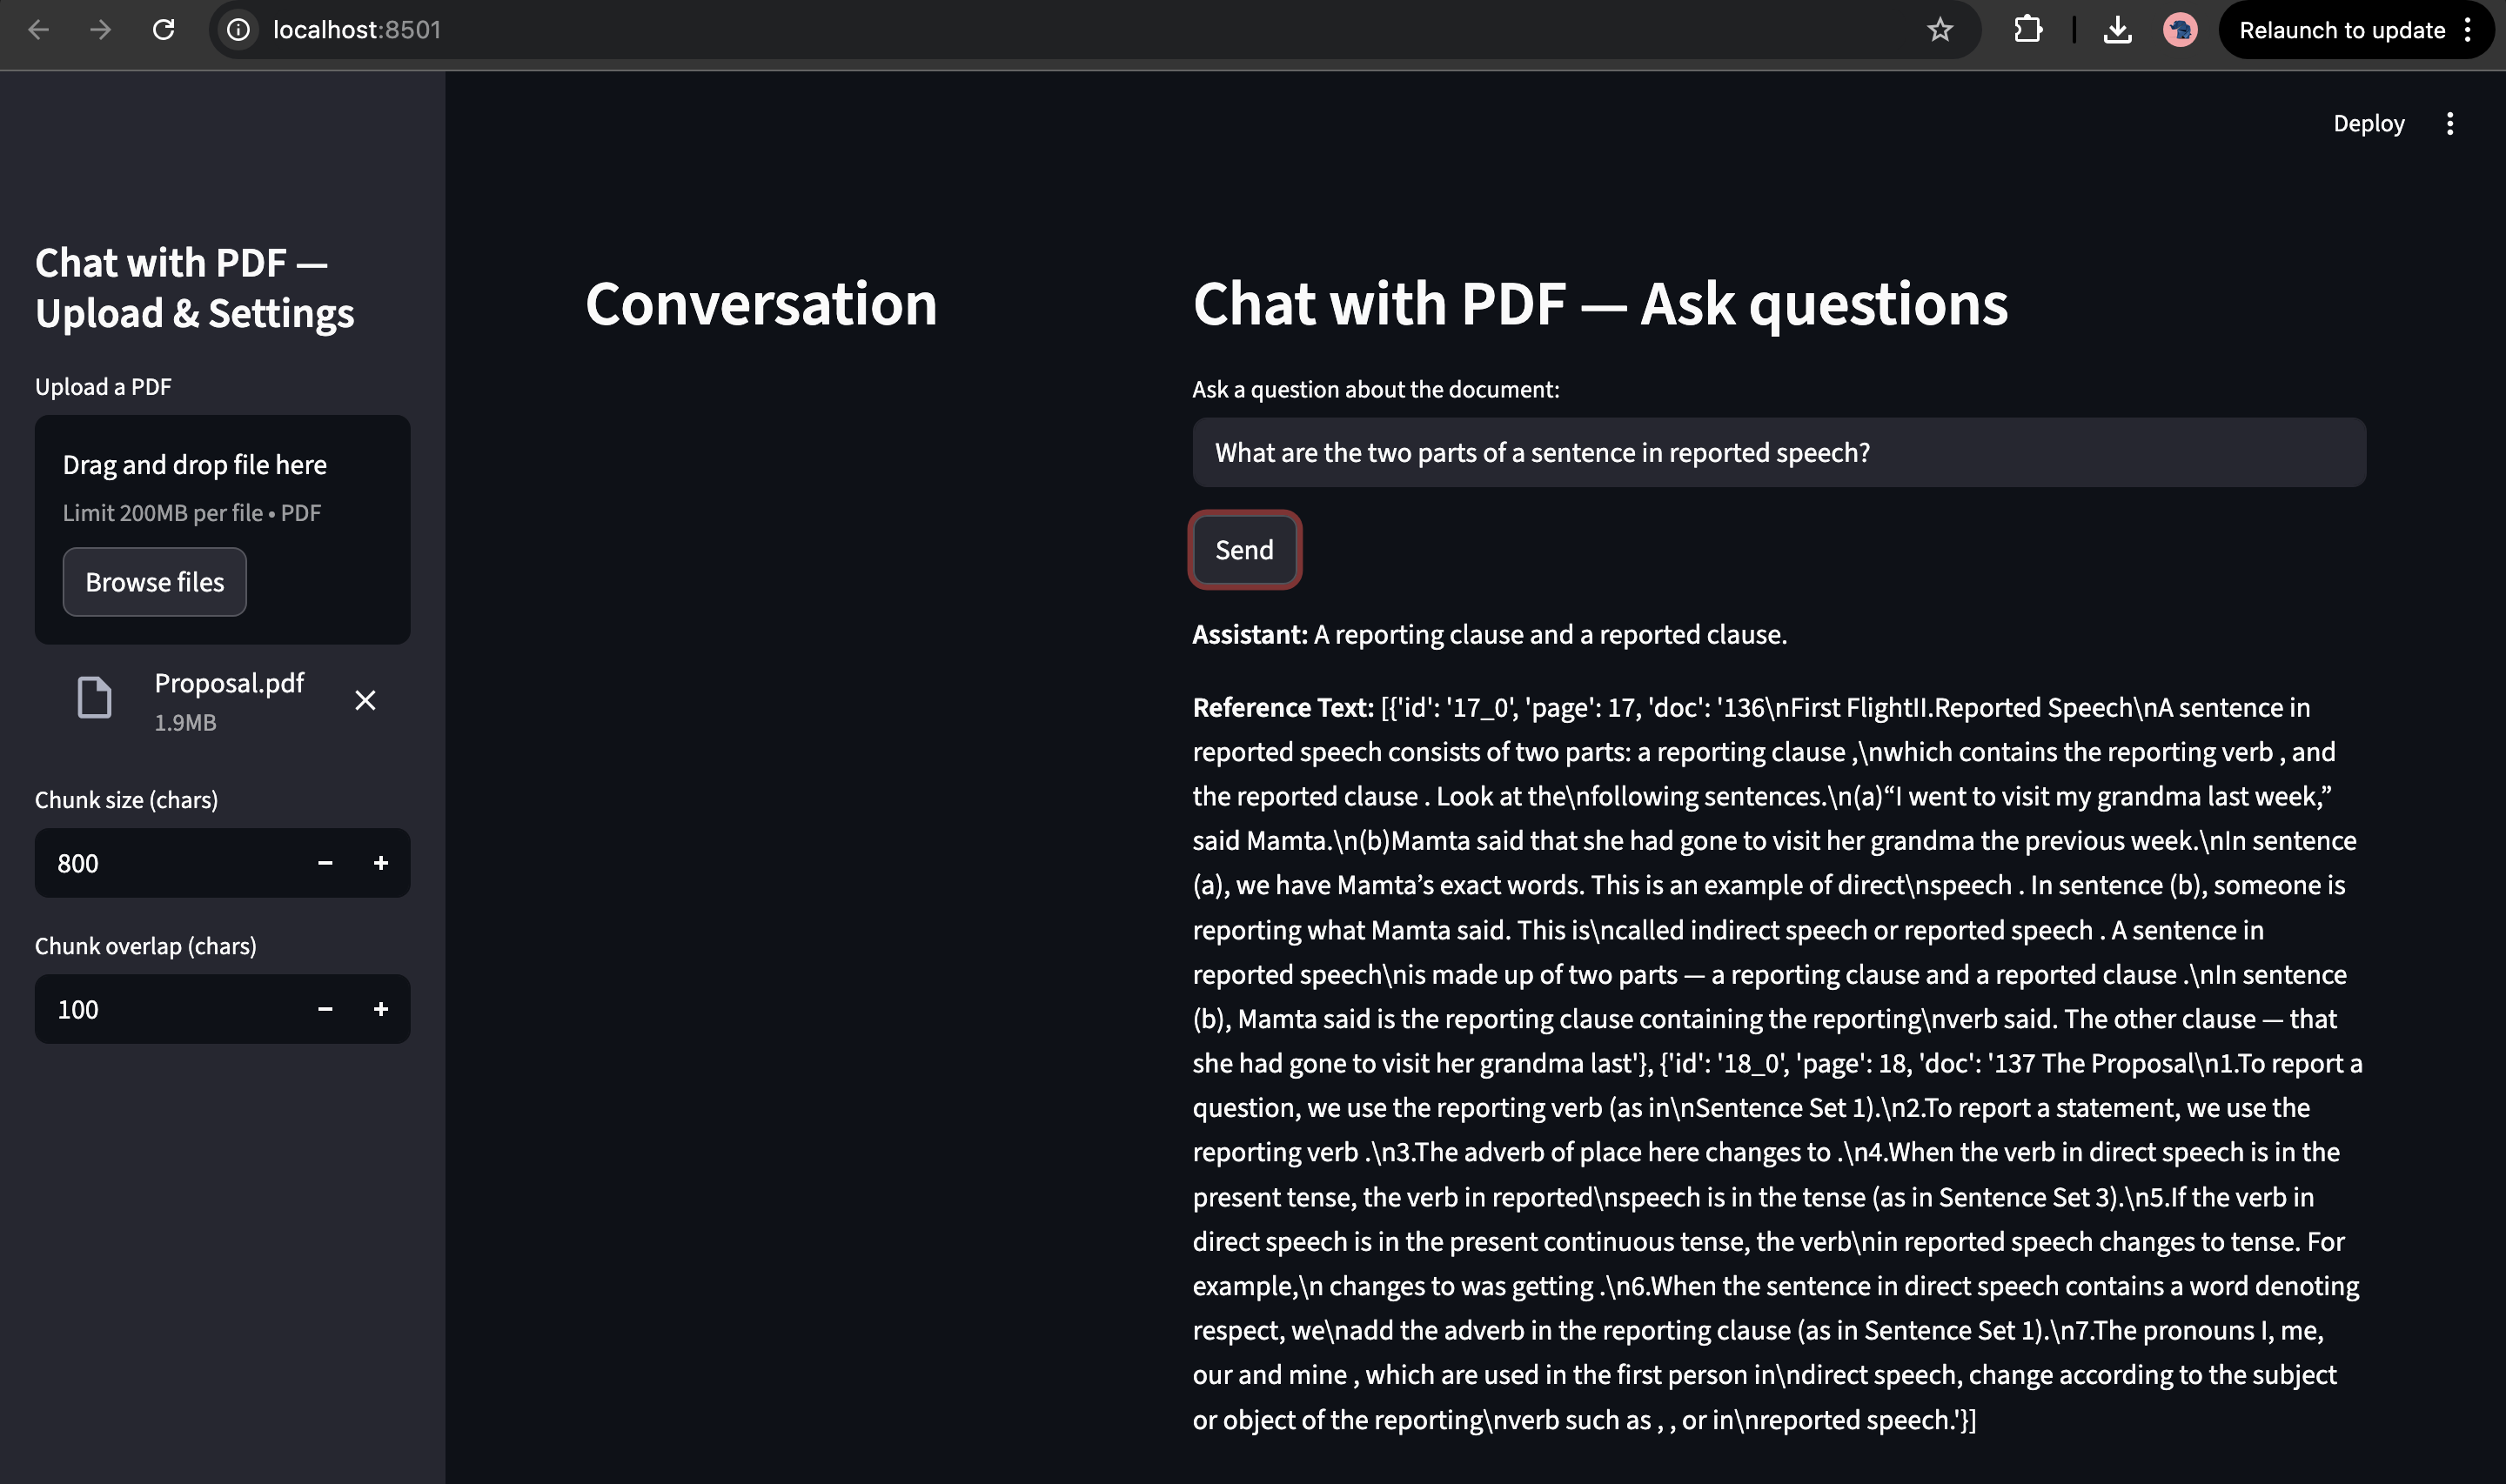 localhost:8501
Relaunch to update
Deploy
Chat with PDF —
Upload & Settings
Upload a PDF
Drag and drop file here
Limit 200MB per file • PDF
Browse files
Proposal.pdf
1.9MB
Chunk size (chars)
800
Chunk overlap (chars)
100
Conversation
Chat with PDF — Ask questions
Ask a question about the document:
What are the two parts of a sentence in reported speech?
Send
Assistant: A reporting clause and a reported clause.
Reference Text: [{'id': '17_0', 'page': 17, 'doc': '136\nFirst FlightII.Reported Speech\nA sentence in
reported speech consists of two parts: a reporting clause ,\nwhich contains the reporting verb , and
the reported clause . Look at the\nfollowing sentences.\n(a)“I went to visit my grandma last week,”
said Mamta.\n(b)Mamta said that she had gone to visit her grandma the previous week.\nIn sentence
(a), we have Mamta’s exact words. This is an example of direct\nspeech . In sentence (b), someone is
reporting what Mamta said. This is\ncalled indirect speech or reported speech . A sentence in
reported speech\nis made up of two parts — a reporting clause and a reported clause .\nIn sentence
(b), Mamta said is the reporting clause containing the reporting\nverb said. The other clause — that
she had gone to visit her grandma last'}, {'id': '18_0', 'page': 18, 'doc': '137 The Proposal\n1.To report a
question, we use the reporting verb (as in\nSentence Set 1).\n2.To report a statement, we use the
reporting verb .\n3.The adverb of place here changes to .\n4.When the verb in direct speech is in the
present tense, the verb in reported\nspeech is in the tense (as in Sentence Set 3).\n5.If the verb in
direct speech is in the present continuous tense, the verb\nin reported speech changes to tense. For
example,\n changes to was getting .\n6.When the sentence in direct speech contains a word denoting
respect, we\nadd the adverb in the reporting clause (as in Sentence Set 1).\n7.The pronouns I, me,
our and mine , which are used in the first person in\ndirect speech, change according to the subject
or object of the reporting\nverb such as , , or in\nreported speech.'}]